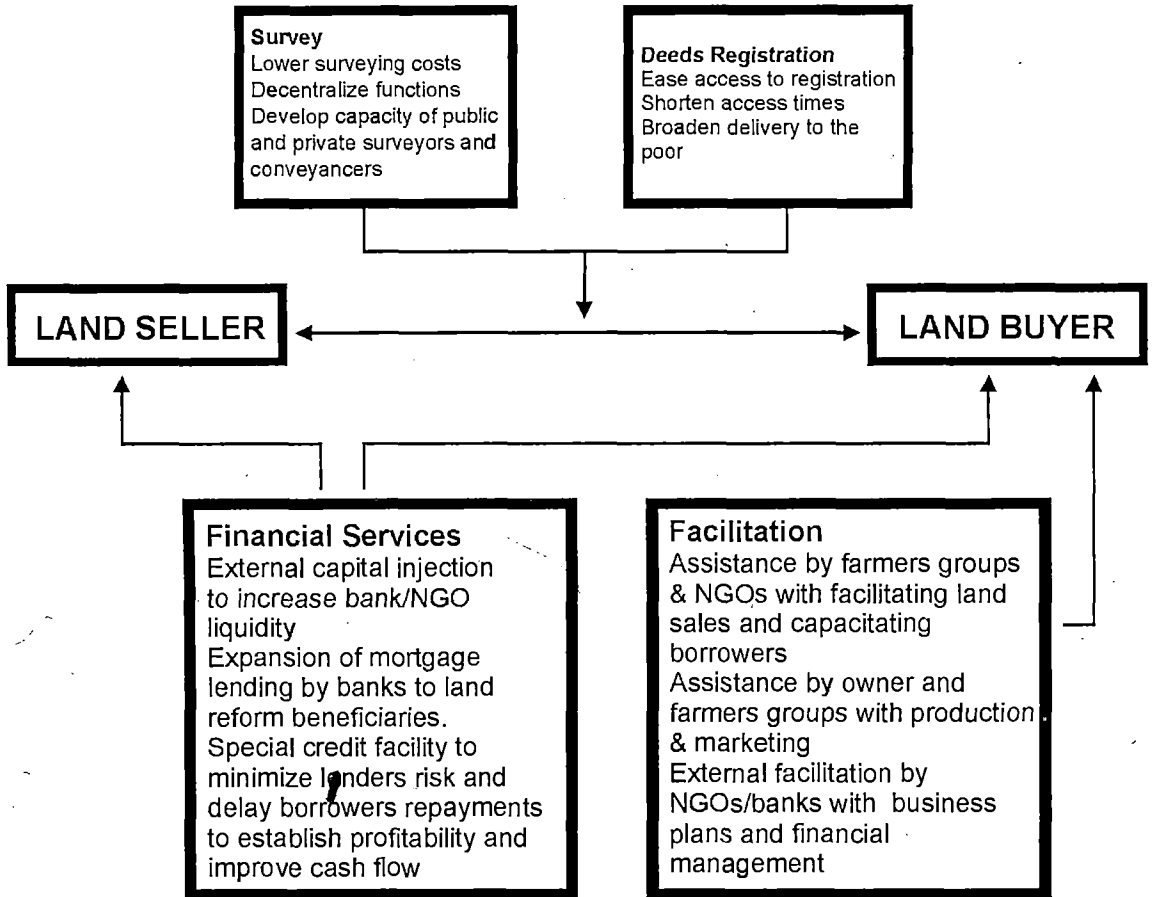 Survey
Lower surveying costs
Decentralize functions
Develop capacity of public
and private surveyors and
conveyancers
Deeds Registration
Ease access to registration
Shorten access times
Broaden delivery to the
poor
LAND SELLER
LAND BUYER
Financial Services
External capital injection
to increase bank/NGO
liquidity
Expansion of mortgage
lending by banks to land
reform beneficiaries.
Special credit facility to
minimize lenders risk and
delay borrowers repayments
to establish profitability and
improve cash flow
Facilitation
Assistance by farmers groups
& NGOs with facilitating land
sales and capacitating
borrowers
Assistance by owner and
farmers groups with production
& marketing
External facilitation by
NGOs/banks with business
plans and financial
management